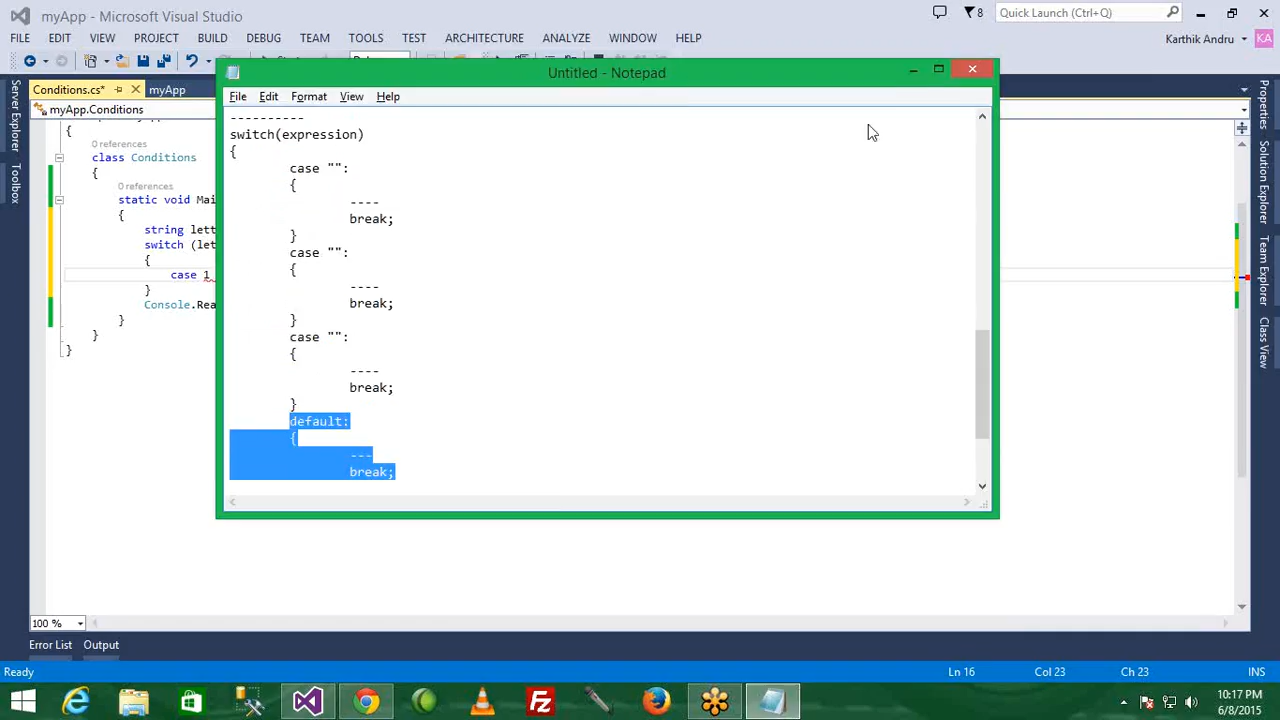 myApp - Microsoft Visual Studio
8
Quick Launch (Ctrl+Q)
FILE EDIT VIEW PROJECT BUILD DEBUG TEAM TOOLS TEST ARCHITECTURE ANALYZE WINDOW HELP
Karthik Andru KA
Conditions.cs* myApp
myApp.Conditions
Untitled - Notepad
File Edit Format View Help
----------
switch(expression)
{
case "":
{
----
break;
}
case "":
{
----
break;
}
case "":
{
----
break;
}
default:
{
---
break;
{
0 references
class Conditions
{
0 references
static void Mai
{
string lett
switch (let
{
case 1
}
Console.Rea
}
}
}
Server Explorer
Toolbox
Properties
Solution Explorer
Team Explorer
Class View
100 %
Error List Output
Ready Ln 16 Col 23 Ch 23 INS
10:17 PM
6/8/2015